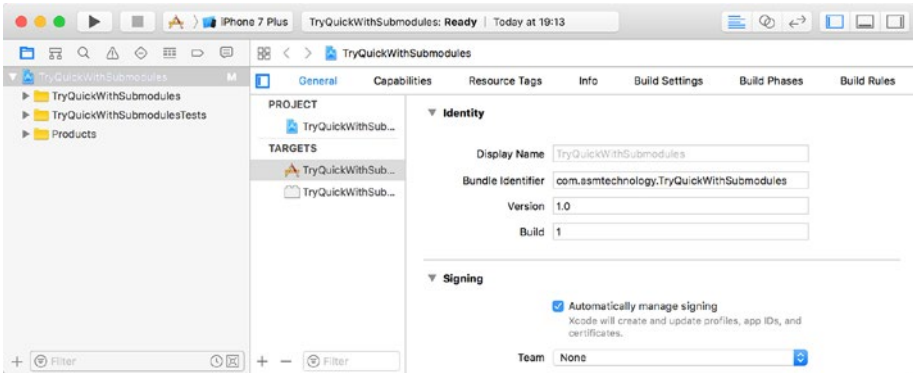 iPhone 7 Plus TryQuickWithSubmodules: Ready | Today at 19:13
TryQuickWithSubmodules
TryQuickWithSubmodules M
General Capabilities Resource Tags Info Build Settings Build Phases Build Rules
TryQuickWithSubmodules
TryQuickWithSubmodulesTests
Products
PROJECT
TryQuickWithSub...
TARGETS
TryQuickWithSub...
TryQuickWithSub...
Identity
Display Name TryQuickWithSubmodules
Bundle Identifier com.asmtechnology.TryQuickWithSubmodules
Version 1.0
Build 1
Signing
Automatically manage signing
Xcode will create and update profiles, app IDs, and
certificates.
Team None
Filter
Filter